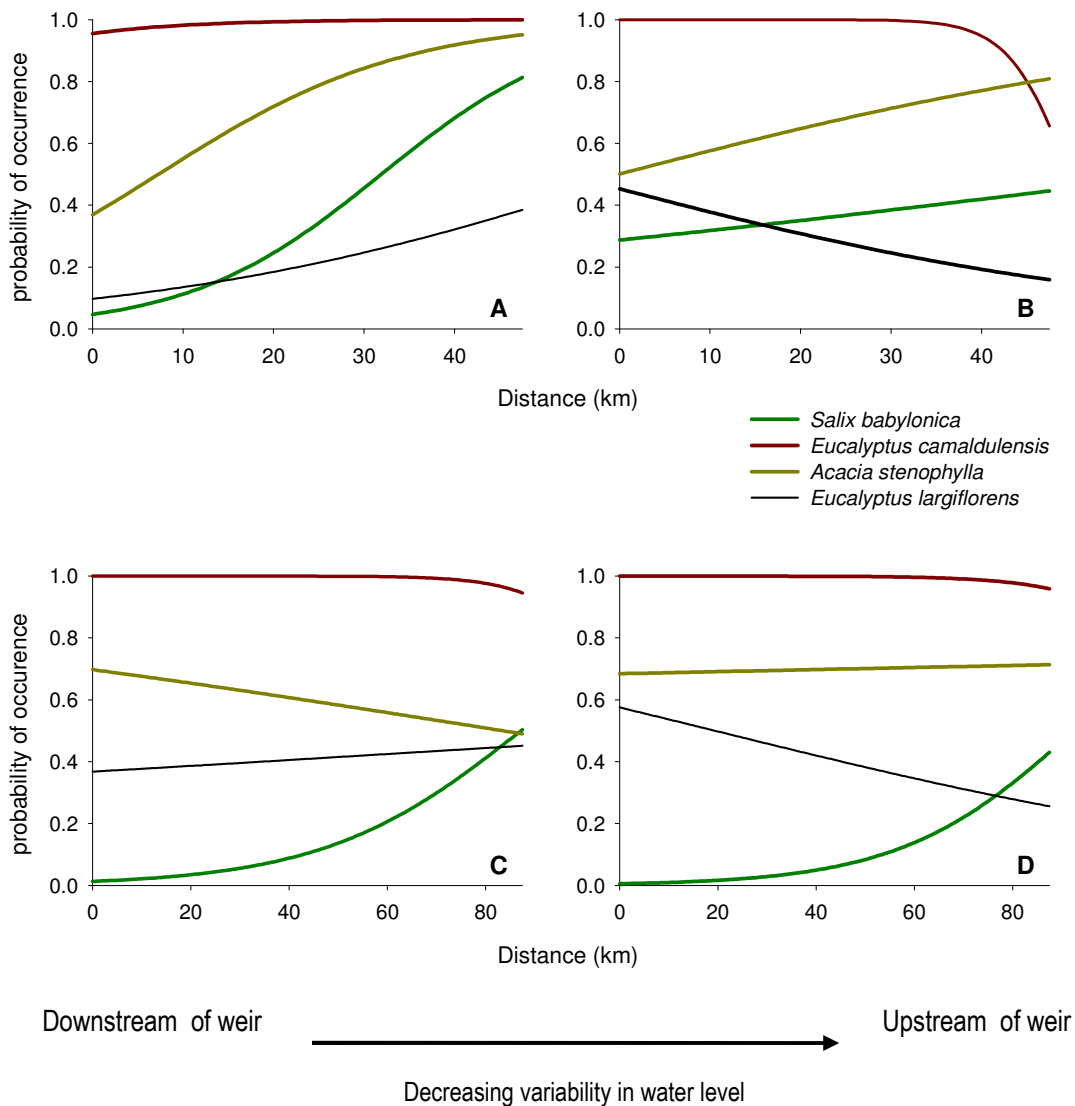 probability of occurrence
1.0
0.8
0.6
0.4
0.2
0.0
A
0
10
20
30
40
1.0
0.8
0.6
0.4
0.2
0.0
B
0
10
20
30
40
Distance (km)
Salix babylonica
Eucalyptus camaldulensis
Acacia stenophylla
Eucalyptus largiflorens
probability of occurence
1.0
0.8
0.6
0.4
0.2
0.0
C
0
20
40
60
80
1.0
0.8
0.6
0.4
0.2
0.0
D
0
20
40
60
80
Distance (km)
Downstream of weir
Upstream of weir
Decreasing variability in water level